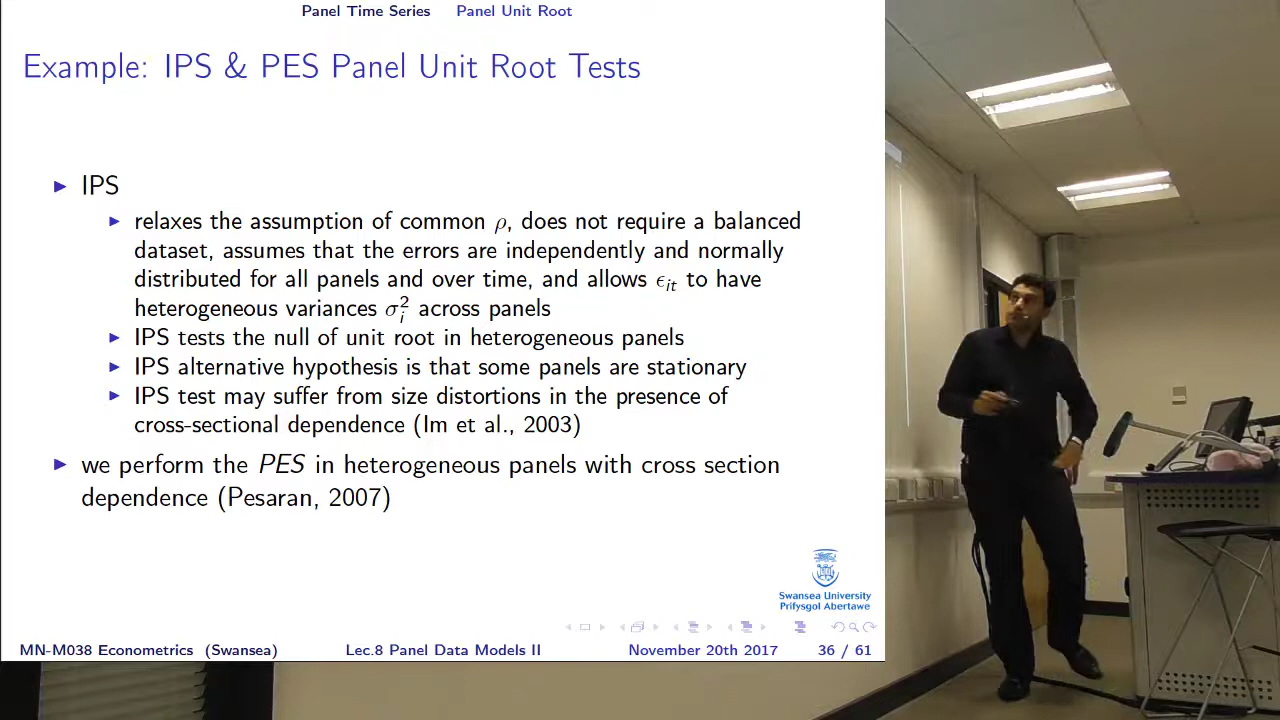 Panel Time Series Panel Unit Root
Example: IPS & PES Panel Unit Root Tests
▶ IPS
▶ relaxes the assumption of common ρ, does not require a balanced
dataset, assumes that the errors are independently and normally
distributed for all panels and over time, and allows ϵ_it to have
heterogeneous variances σ_i^2 across panels
▶ IPS tests the null of unit root in heterogeneous panels
▶ IPS alternative hypothesis is that some panels are stationary
▶ IPS test may suffer from size distortions in the presence of
cross-sectional dependence (Im et al., 2003)
▶ we perform the PES in heterogeneous panels with cross section
dependence (Pesaran, 2007)
Swansea University
Prifysgol Abertawe
MN-M038 Econometrics (Swansea) Lec.8 Panel Data Models II November 20th 2017 36 / 61